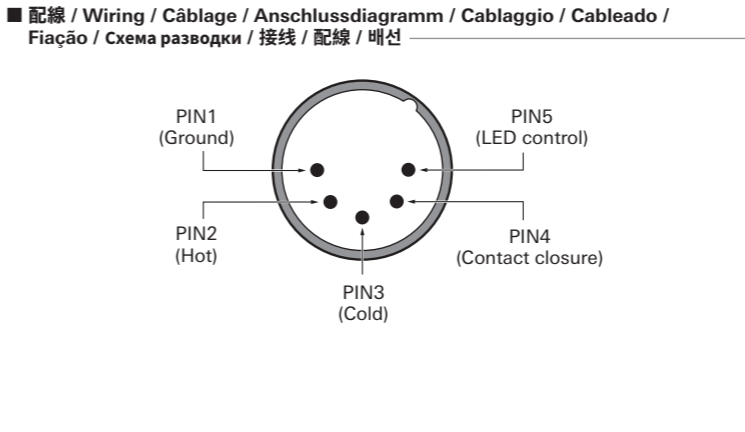 ■ 配線 / Wiring / Câblage / Anschlussdiagramm / Cablaggio / Cableado /
Fiação / Схема разводки / 接线 / 配線 / 배선
PIN1
(Ground)
PIN5
(LED control)
PIN2
(Hot)
PIN4
(Contact closure)
PIN3
(Cold)